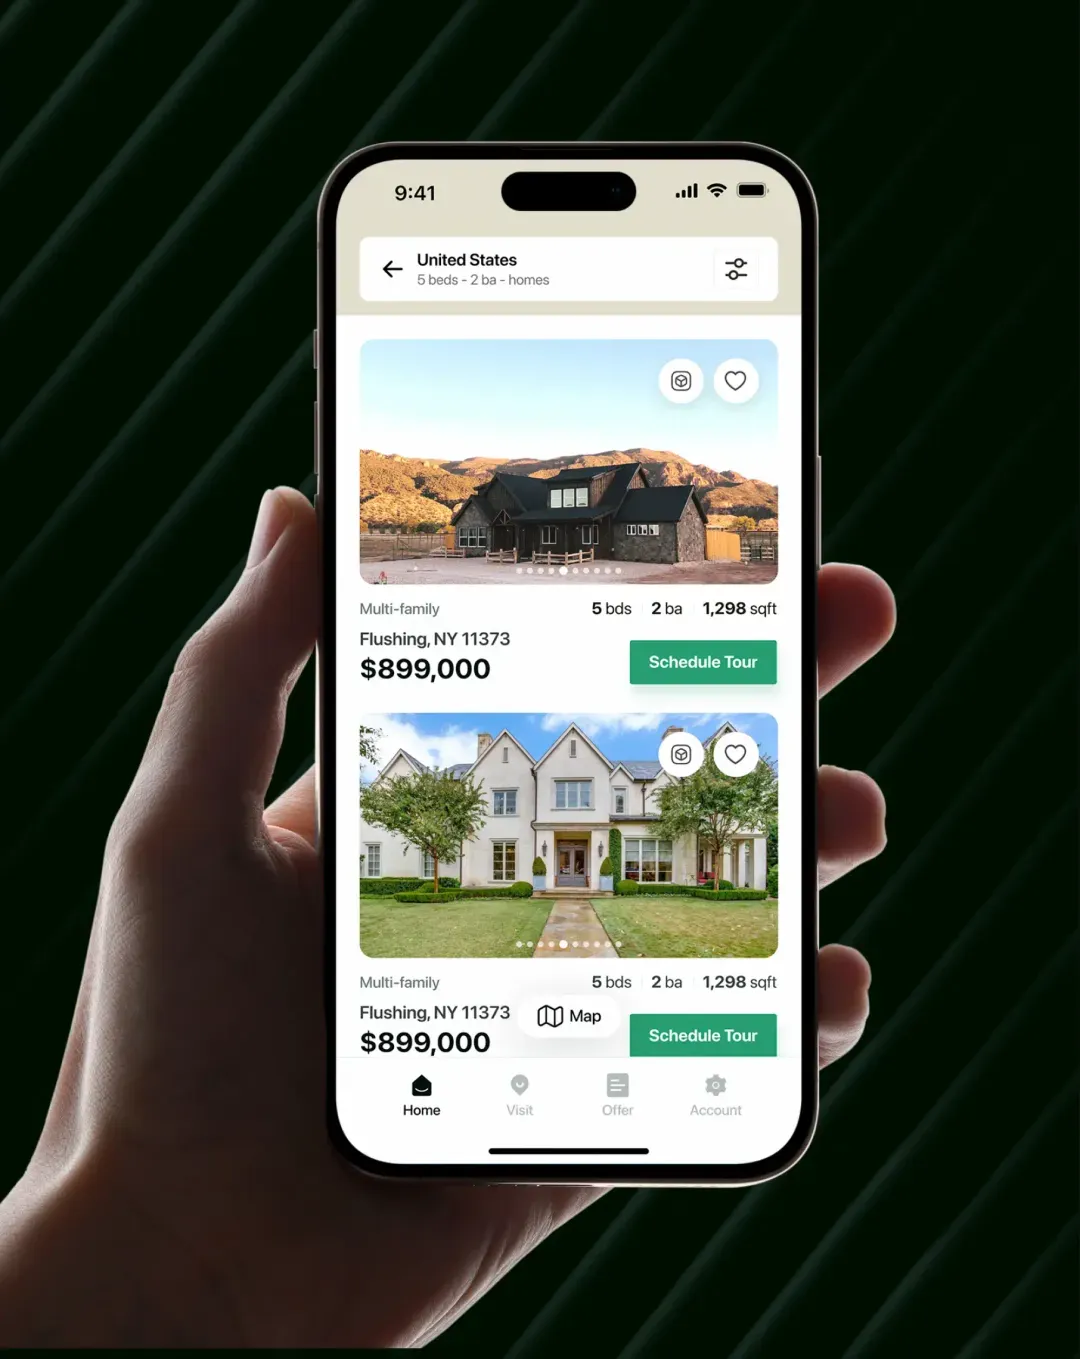 9:41
United States
5 beds - 2 ba - homes
Multi-family 5 bds 2 ba 1,298 sqft
Flushing, NY 11373
$899,000
Schedule Tour
Multi-family 5 bds 2 ba 1,298 sqft
Flushing, NY 11373
$899,000
Map
Schedule Tour
Home Visit Offer Account